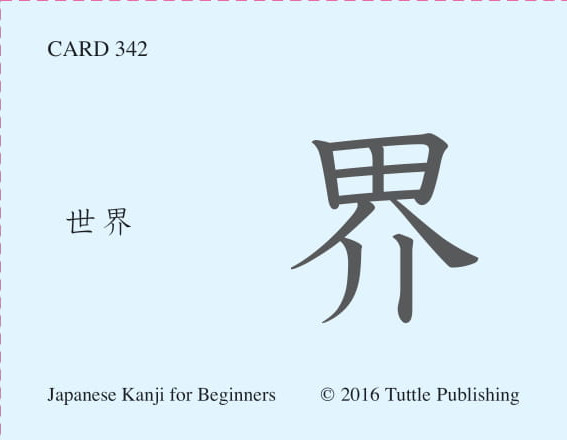 CARD 342
世界
界
Japanese Kanji for Beginners
© 2016 Tuttle Publishing